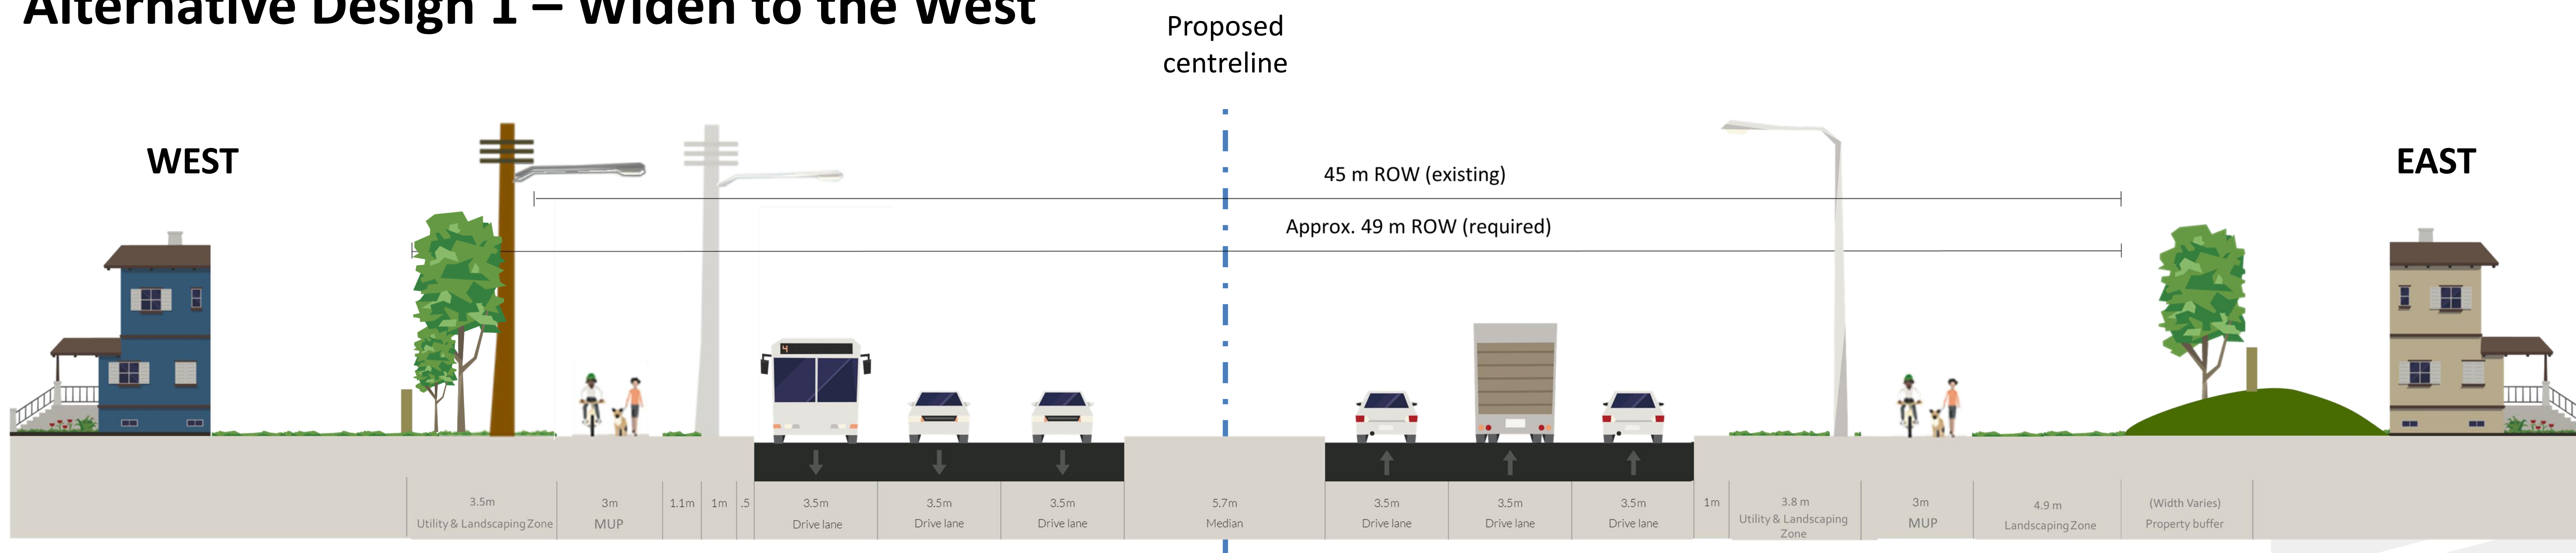 Alternative Design 1 – Widen to the West
Proposed
centreline
WEST
EAST
45 m ROW (existing)
Approx. 49 m ROW (required)
4
3.5m
Utility & Landscaping Zone
3m
MUP
1.1m
1m
.5
3.5m
Drive lane
3.5m
Drive lane
3.5m
Drive lane
5.7m
Median
3.5m
Drive lane
3.5m
Drive lane
3.5m
Drive lane
1m
3.8 m
Utility & Landscaping
Zone
3m
MUP
4.9 m
Landscaping Zone
(Width Varies)
Property buffer